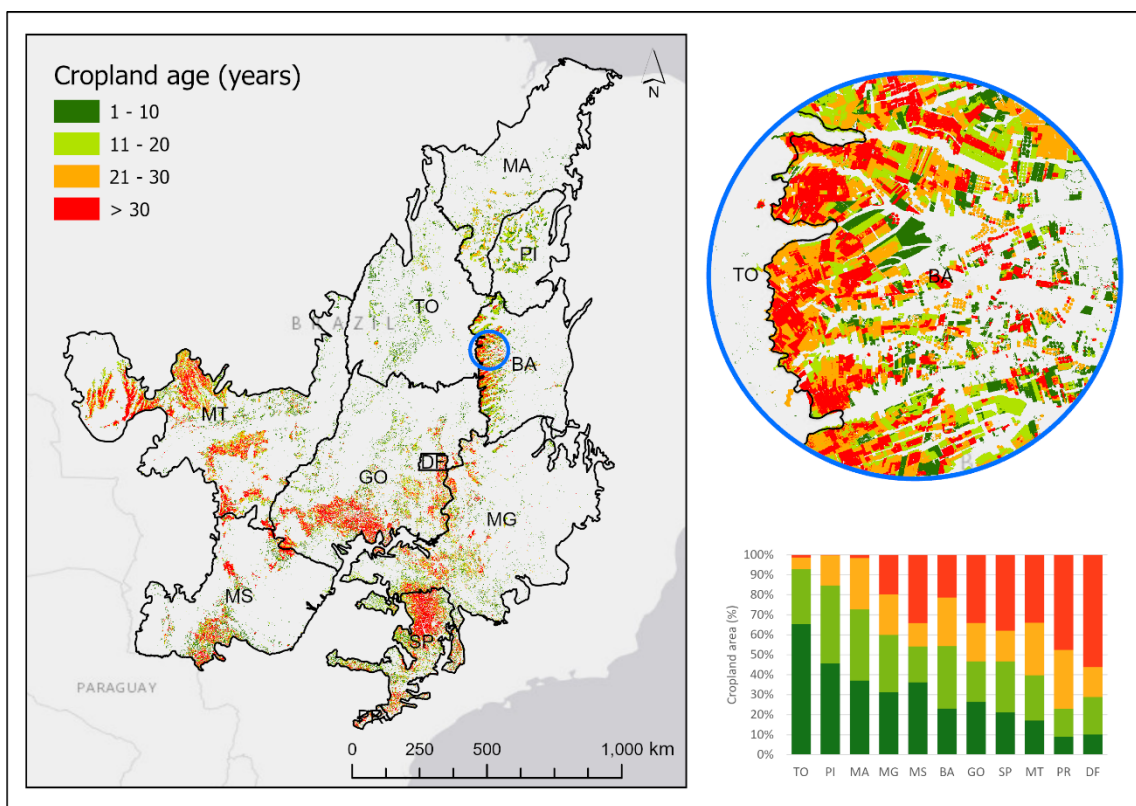 Cropland age (years)
1 - 10
11 - 20
21 - 30
> 30
N
MA
PI
TO
BRAZIL
BA
MT
DF
GO
MG
MS
SP
PARAGUAY
0 250 500 1,000 km
TO
BA
100%
90%
80%
70%
60%
50%
40%
30%
20%
10%
0%
Cropland area (%)
TO PI MA MG MS BA GO SP MT PR DF